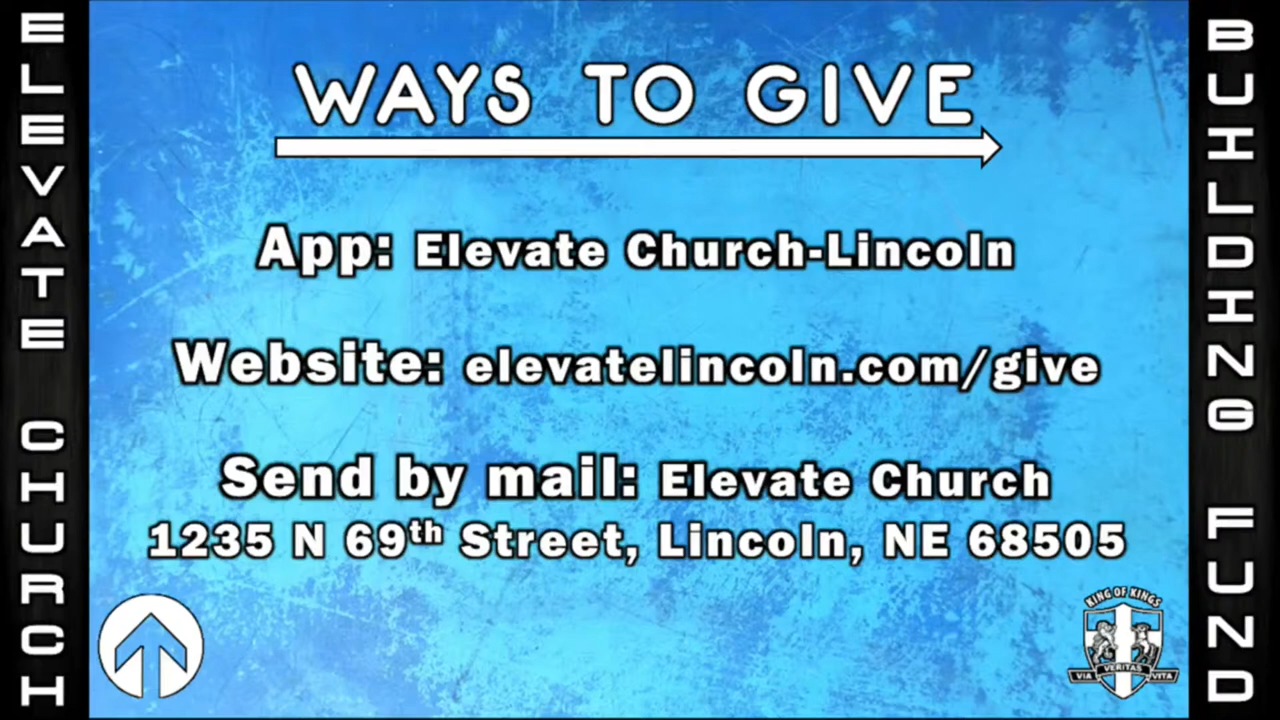 ELEVATE CHURCH
WAYS TO GIVE
App: Elevate Church-Lincoln
Website: elevatelincoln.com/give
Send by mail: Elevate Church
1235 N 69th Street, Lincoln, NE 68505
KING OF KINGS
VIA VERITAS VITA
BUILDING FUND